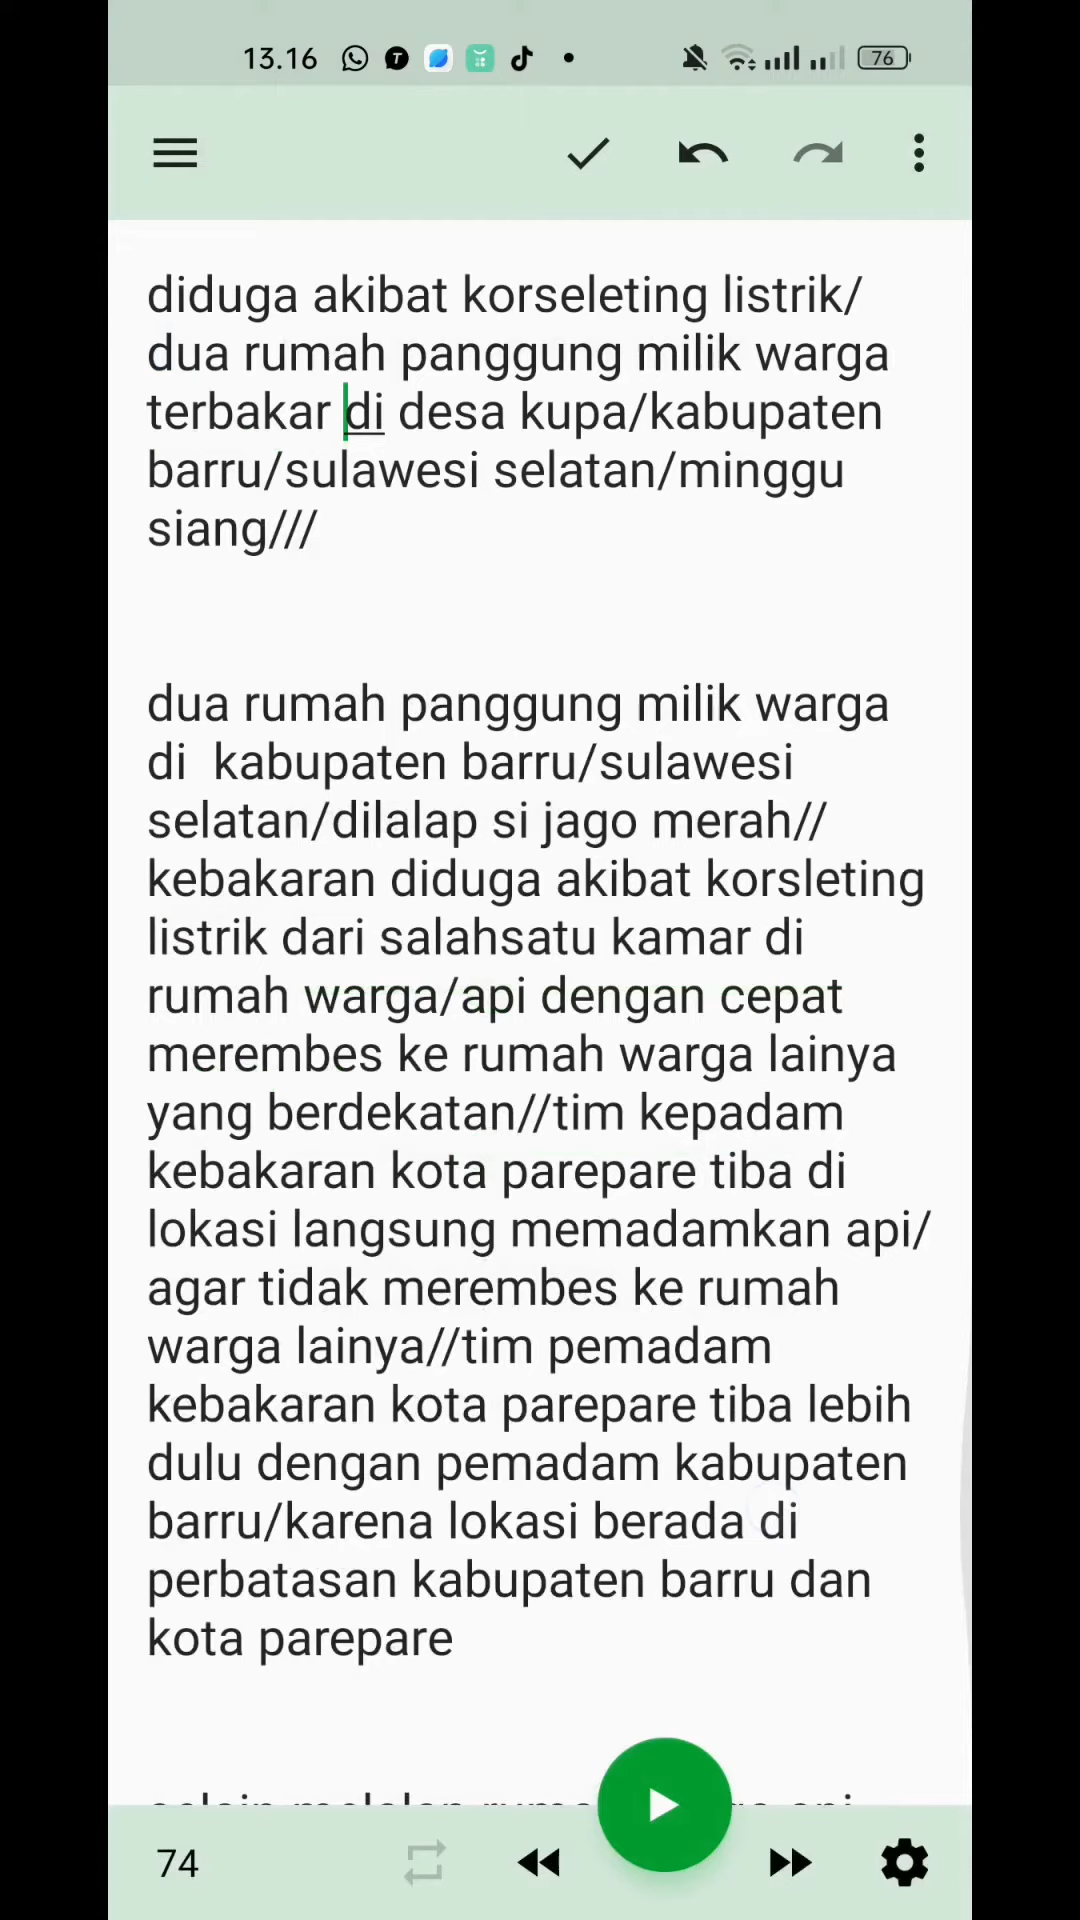 13.16
76
diduga akibat korseleting listrik/
dua rumah panggung milik warga
terbakar di desa kupa/kabupaten
barru/sulawesi selatan/minggu
siang///
dua rumah panggung milik warga
di  kabupaten barru/sulawesi
selatan/dilalap si jago merah//
kebakaran diduga akibat korsleting
listrik dari salahsatu kamar di
rumah warga/api dengan cepat
merembes ke rumah warga lainya
yang berdekatan//tim kepadam
kebakaran kota parepare tiba di
lokasi langsung memadamkan api/
agar tidak merembes ke rumah
warga lainya//tim pemadam
kebakaran kota parepare tiba lebih
dulu dengan pemadam kabupaten
barru/karena lokasi berada di
perbatasan kabupaten barru dan
kota parepare
74